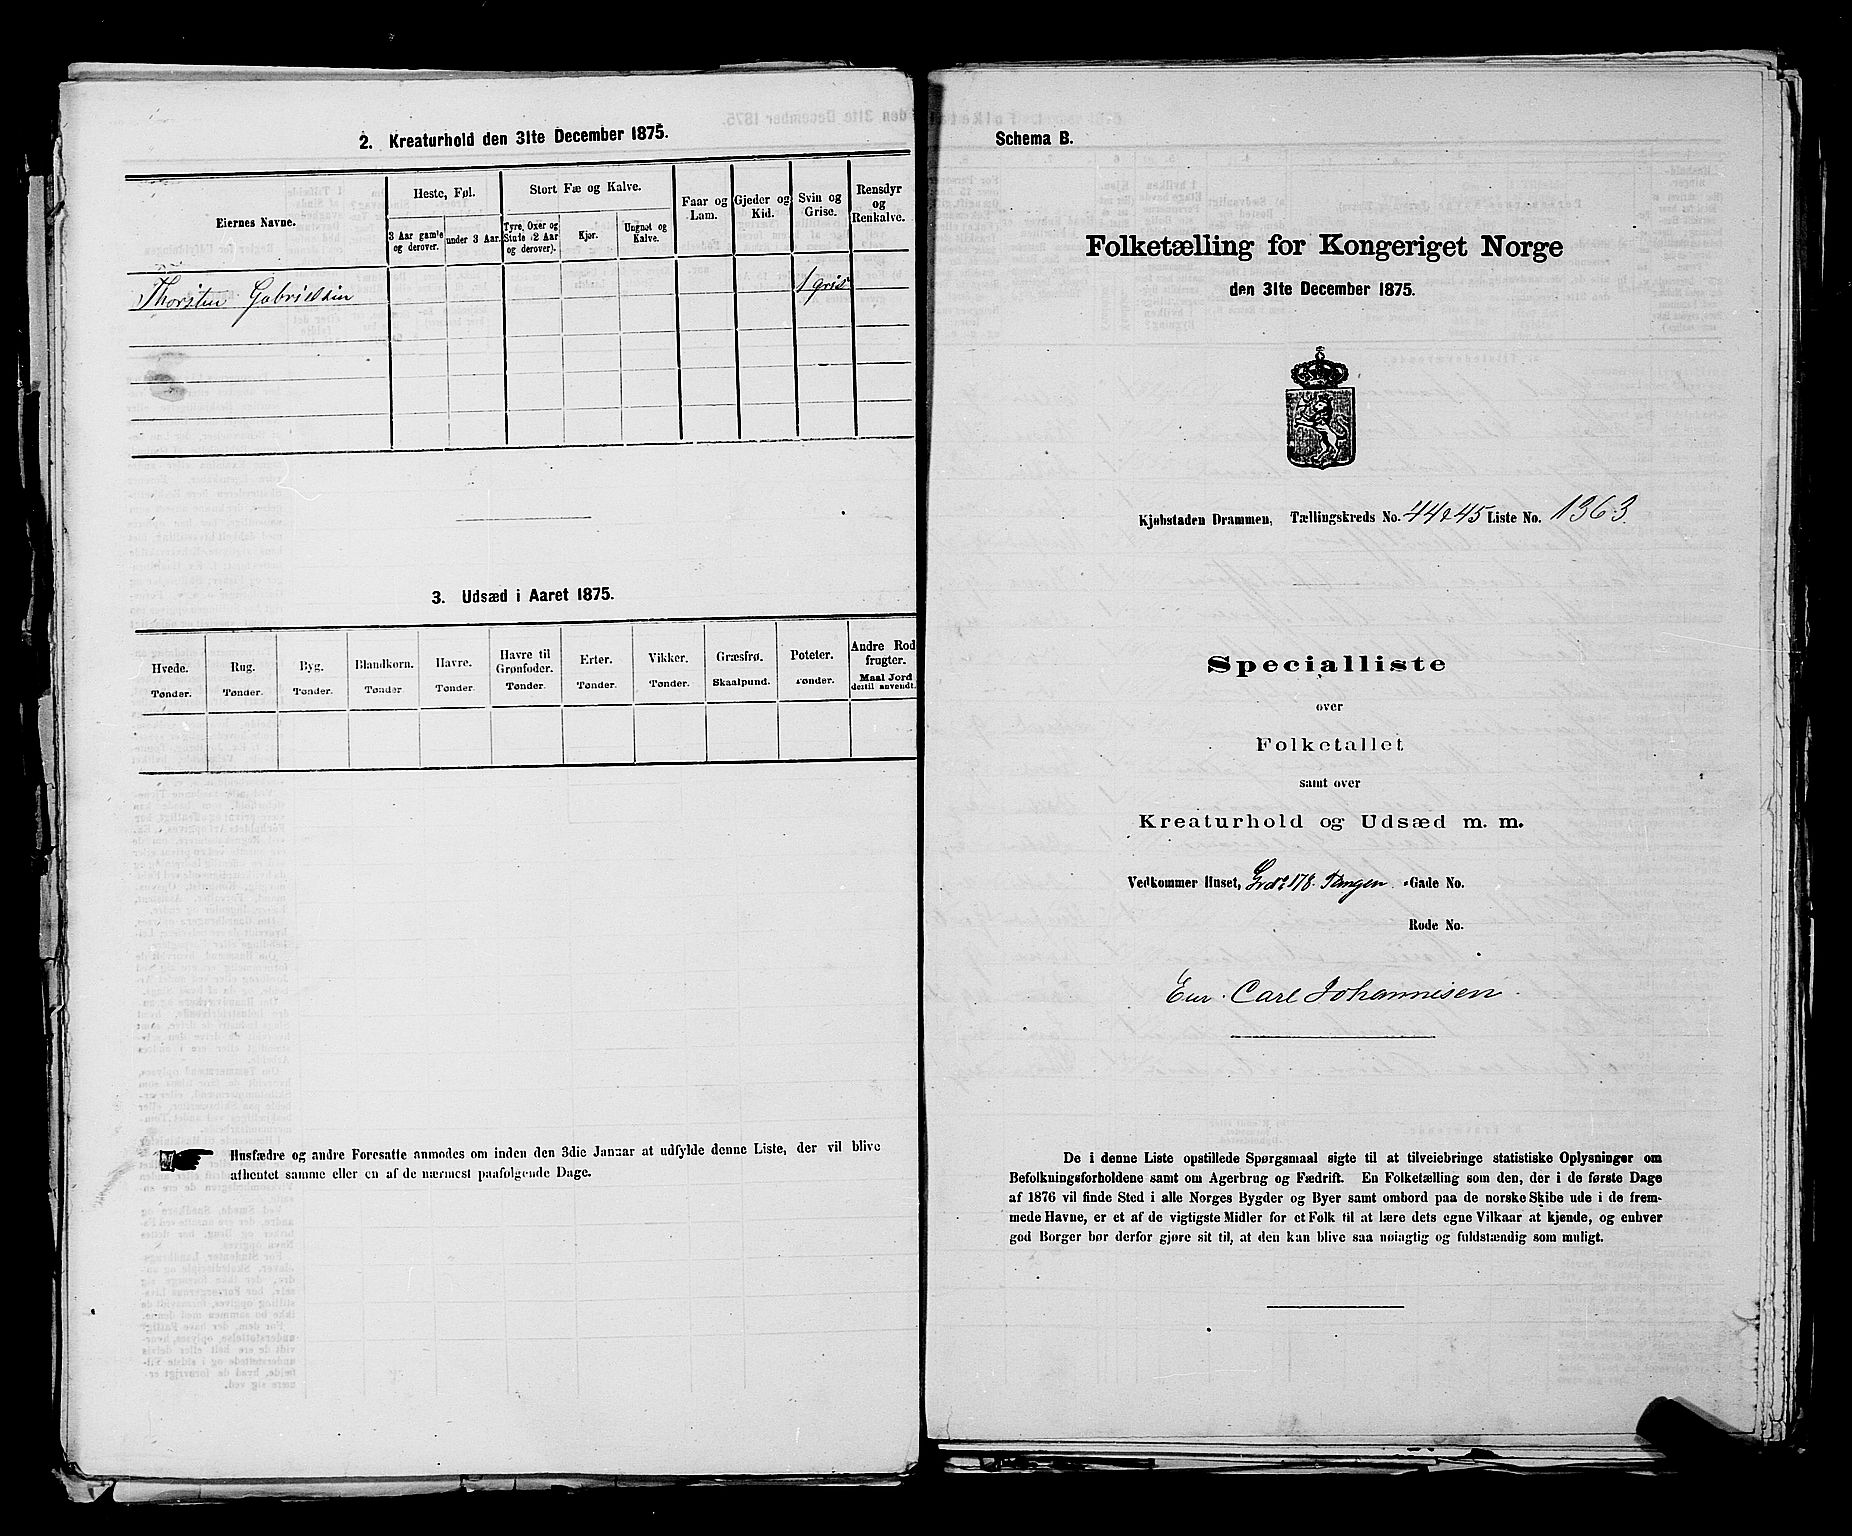 2. Kreaturhold den 31te December 1875.
Eiernes Navne.
Heste, Føl.
Stort Fæ og Kalve.
Faar og Lam.
Gjeder og Kid.
Svin og Grise.
Rensdyr og Renkalve.
3 Aar gamle og derover.
under 3 Aar.
Tyre, Oxer og Stude (2 Aar og derover).
Kjør.
Ungnøt og Kalve.
Thorsten Gabrielsen 1 gris
3. Udsæd i Aaret 1875.
Hvede. Tønder.
Rug. Tønder.
Byg. Tønder.
Blandkorn. Tønder
Havre. Tønder.
Havre til Grønfoder. Tønder.
Erter. Tønder.
Vikker. Tønder.
Græsfrø. Skaalpund.
Poteter. Tønder.
Andre Rodfrugter. Maal Jord dertil anvendt.
Husfædre og andre Foresatte anmodes om inden den 3die Januar at udfylde denne Liste, der vil blive
afhentet samme eller en af de nærmest paafølgende Dage.
Schema B.
Folketælling for Kongeriget Norge
den 31te December 1875.
Kjøbstaden Drammen, Tællingskreds No. 44&45 Liste No. 1363.
Specialliste
over
Folketallet
samt over
Kreaturhold og Udsæd m. m.
Vedkommer Huset, 178. Tangen -Gade No.
Rode No.
Eier. Carl Johannisen.
De i denne Liste opstillede Spørgsmaal sigte til at tilveiebringe statistiske Oplysninger om
Befolkningsforholdene samt om Agerbrug og Fædrift. En Folketælling som den, der i de første Dage
af 1876 vil finde Sted i alle Norges Bygder og Byer samt ombord paa de norske Skibe ude i de frem-
mede Havne, er et af de vigtigste Midler for et Folk til at lære dets egne Vilkaar at kjende, og enhver
god Borger bør derfor gjøre sit til, at den kan blive saa nøiagtig og fuldstændig som muligt.